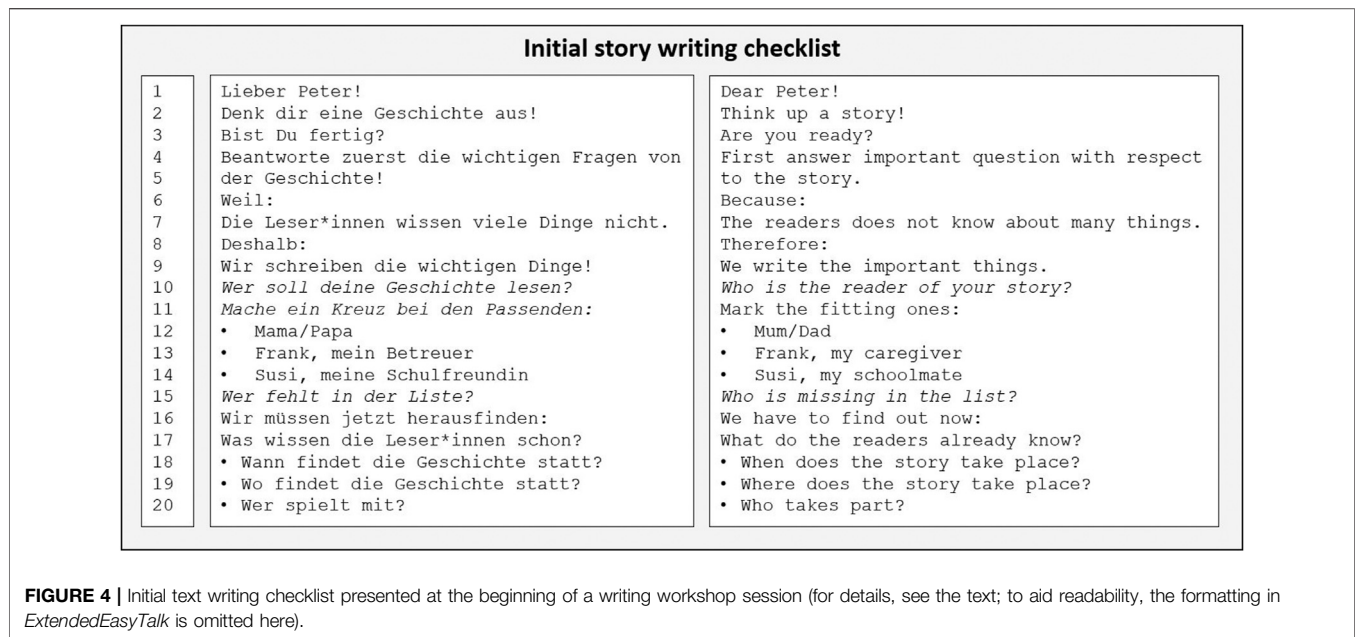 Initial story writing checklist
1
2
3
4
5
6
7
8
9
10
11
12
13
14
15
16
17
18
19
20
Lieber Peter!
Denk dir eine Geschichte aus!
Bist Du fertig?
Beantworte zuerst die wichtigen Fragen von
der Geschichte!
Weil:
Die Leser*innen wissen viele Dinge nicht.
Deshalb:
Wir schreiben die wichtigen Dinge!
Wer soll deine Geschichte lesen?
Mache ein Kreuz bei den Passenden:
• Mama/Papa
• Frank, mein Betreuer
• Susi, meine Schulfreundin
Wer fehlt in der Liste?
Wir müssen jetzt herausfinden:
Was wissen die Leser*innen schon?
• Wann findet die Geschichte statt?
• Wo findet die Geschichte statt?
• Wer spielt mit?
Dear Peter!
Think up a story!
Are you ready?
First answer important question with respect
to the story.
Because:
The readers does not know about many things.
Therefore:
We write the important things.
Who is the reader of your story?
Mark the fitting ones:
• Mum/Dad
• Frank, my caregiver
• Susi, my schoolmate
Who is missing in the list?
We have to find out now:
What do the readers already know?
• When does the story take place?
• Where does the story take place?
• Who takes part?
FIGURE 4 | Initial text writing checklist presented at the beginning of a writing workshop session (for details, see the text; to aid readability, the formatting in
ExtendedEasyTalk is omitted here).